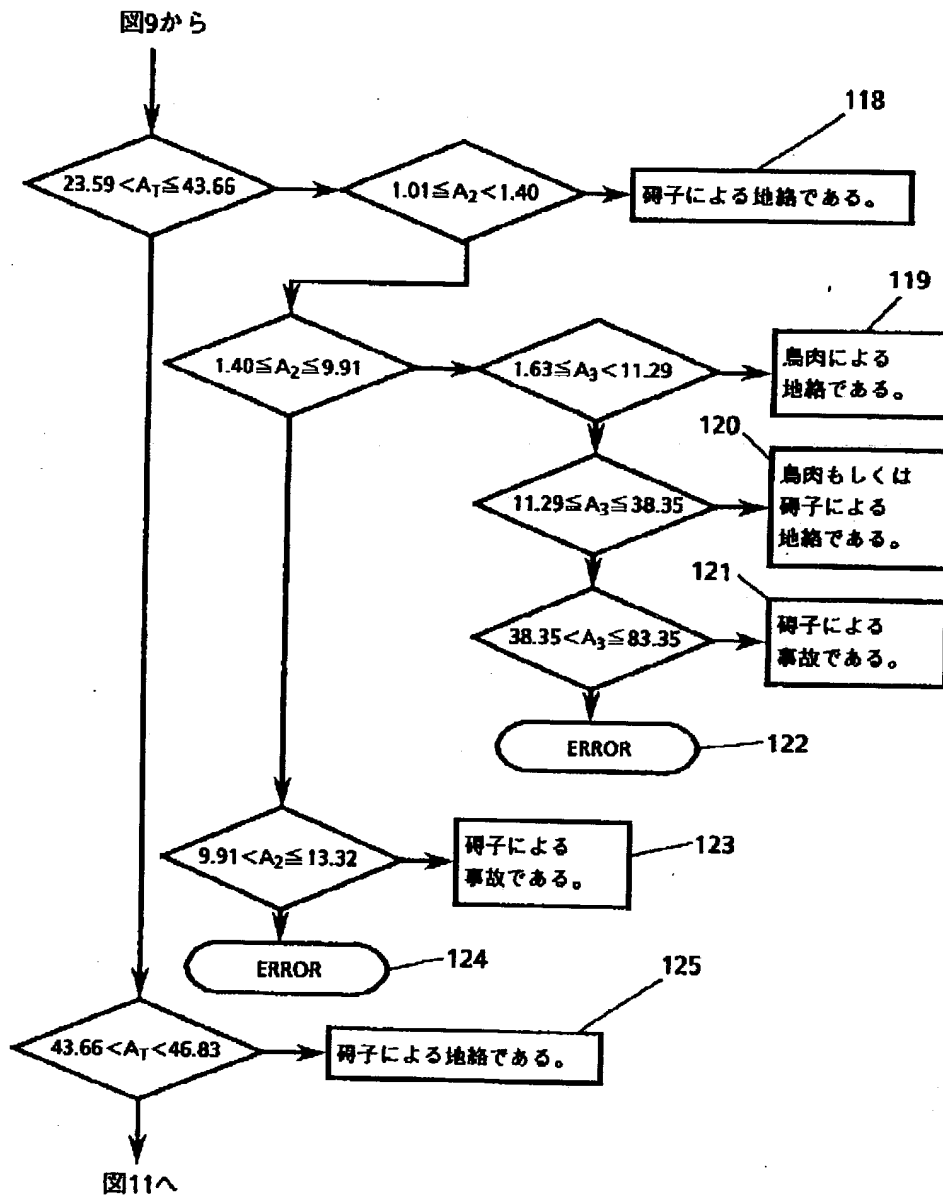 図9から
118
23.59<A_T≦43.66
1.01≦A_2<1.40
碍子による地絡である。
119
1.40≦A_2≦9.91
1.63≦A_3<11.29
鳥肉による
地絡である。
120
11.29≦A_3≦38.35
鳥肉もしくは
碍子による
地絡である。
121
38.35<A_3≦83.35
碍子による
事故である。
ERROR
122
9.91<A_2≦13.32
碍子による
事故である。
123
ERROR
124
125
43.66<A_T<46.83
碍子による地絡である。
図11へ